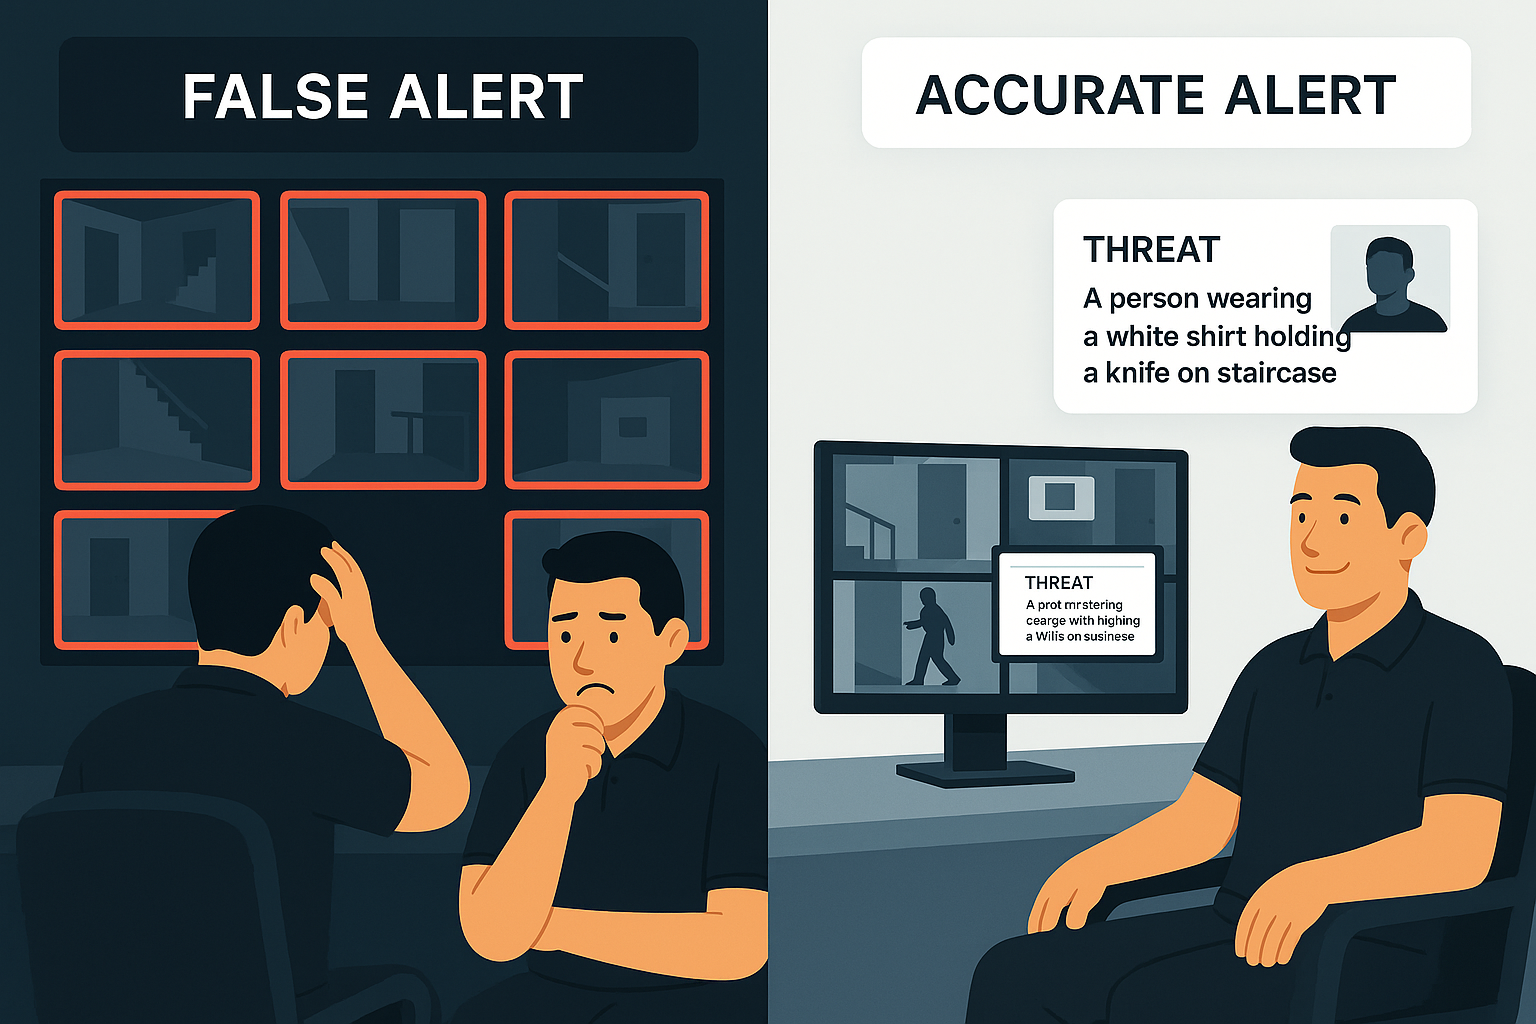 FALSE ALERT
ACCURATE ALERT
THREAT
A person wearing
a white shirt holding
a knife on staircase
THREAT
A prot mrstering
cearge with highing
a Wilis on susinese